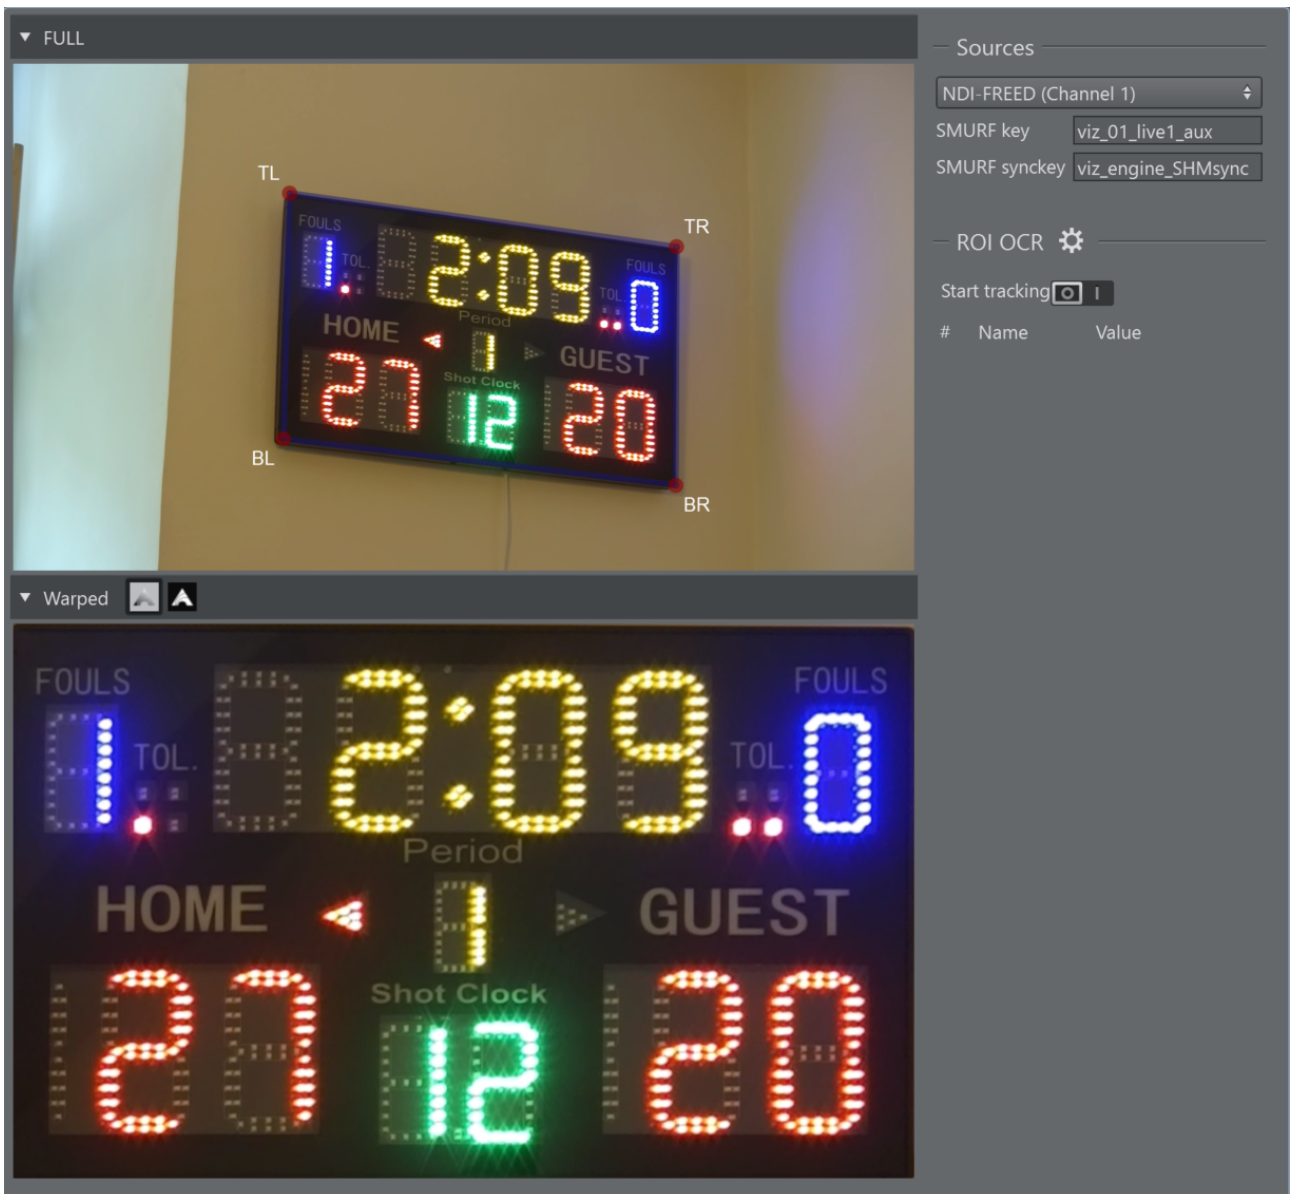 FULL
Sources
NDI-FREED (Channel 1)
SMURF key viz_01_live1_aux
SMURF synckey viz_engine_SHMsync
ROI OCR
Start tracking
# Name Value
TL
TR
FOULS 2:09 FOULS
1 TOL. TOL. 0
Period
HOME 1 GUEST
Shot Clock
27 12 20
BL
BR
Warped
FOULS 2:09 FOULS
1 TOL. TOL. 0
Period
HOME 1 GUEST
Shot Clock
27 12 20